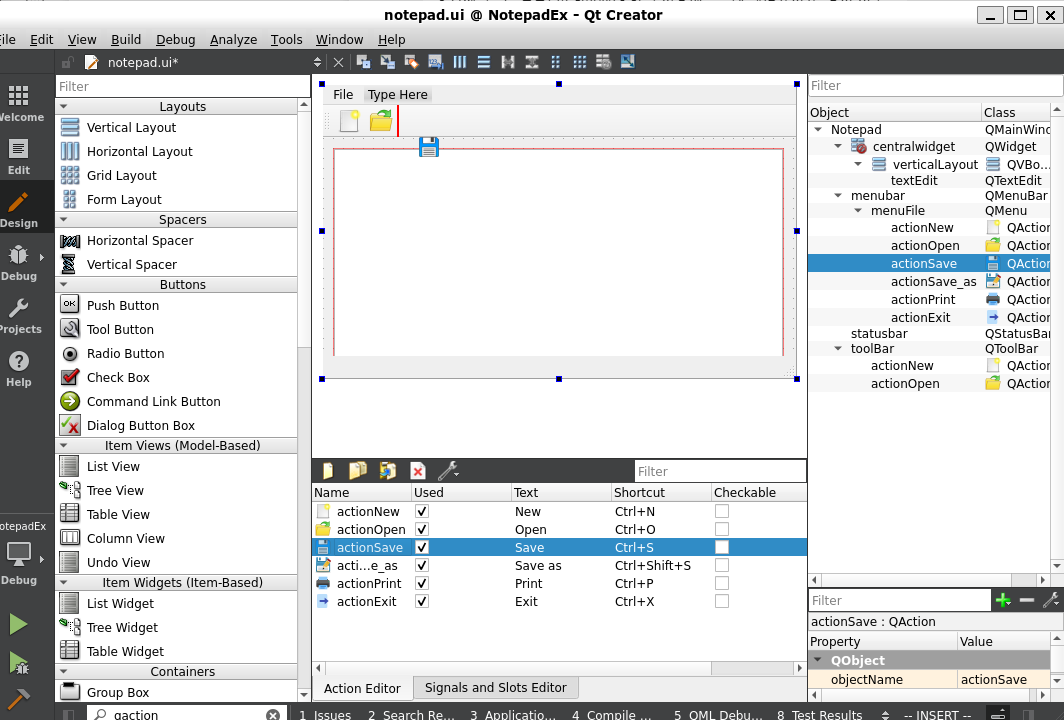 notepad.ui @ NotepadEx - Qt Creator
ile Edit View Build Debug Analyze Tools Window Help
notepad.ui*
Welcome
Edit
Design
Debug
Projects
Help
otepadEx
Debug
Filter
Layouts
Vertical Layout
Horizontal Layout
Grid Layout
Form Layout
Spacers
Horizontal Spacer
Vertical Spacer
Buttons
Push Button
Tool Button
Radio Button
Check Box
Command Link Button
Dialog Button Box
Item Views (Model-Based)
List View
Tree View
Table View
Column View
Undo View
Item Widgets (Item-Based)
List Widget
Tree Widget
Table Widget
Containers
Group Box
File Type Here
Filter
Name Used Text Shortcut Checkable
actionNew New Ctrl+N
actionOpen Open Ctrl+O
actionSave Save Ctrl+S
acti...e_as Save as Ctrl+Shift+S
actionPrint Print Ctrl+P
actionExit Exit Ctrl+X
Action Editor Signals and Slots Editor
Filter
Object Class
Notepad QMainWinc
centralwidget QWidget
verticalLayout QVBo...
textEdit QTextEdit
menubar QMenuBar
menuFile QMenu
actionNew QAction
actionOpen QAction
actionSave QAction
actionSave_as QAction
actionPrint QAction
actionExit QAction
statusbar QStatusBar
toolBar QToolBar
actionNew QAction
actionOpen QAction
Filter
actionSave : QAction
Property Value
QObject
objectName actionSave
qaction 1 Issues 2 Search Re... 3 Applicatio... 4 Compile ... 5 QML Debu... 8 Test Results -- INSERT --